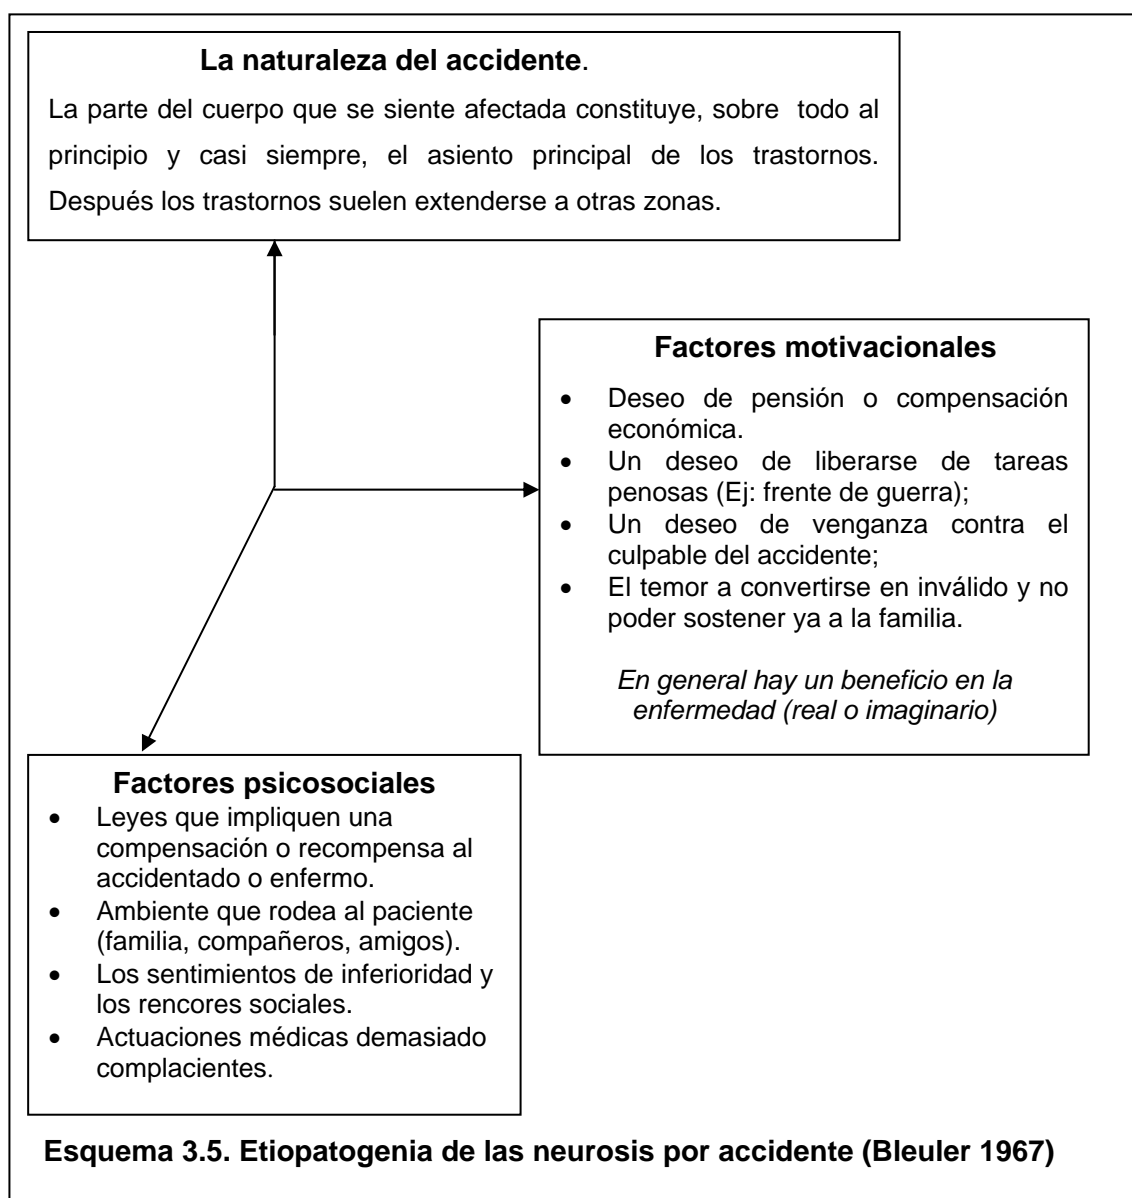 La naturaleza del accidente.
La parte del cuerpo que se siente afectada constituye, sobre todo al
principio y casi siempre, el asiento principal de los trastornos.
Después los trastornos suelen extenderse a otras zonas.
Factores motivacionales
• Deseo de pensión o compensación
económica.
• Un deseo de liberarse de tareas
penosas (Ej: frente de guerra);
• Un deseo de venganza contra el
culpable del accidente;
• El temor a convertirse en inválido y no
poder sostener ya a la familia.
En general hay un beneficio en la
enfermedad (real o imaginario)
Factores psicosociales
• Leyes que impliquen una
compensación o recompensa al
accidentado o enfermo.
• Ambiente que rodea al paciente
(familia, compañeros, amigos).
• Los sentimientos de inferioridad y
los rencores sociales.
• Actuaciones médicas demasiado
complacientes.
Esquema 3.5. Etiopatogenia de las neurosis por accidente (Bleuler 1967)